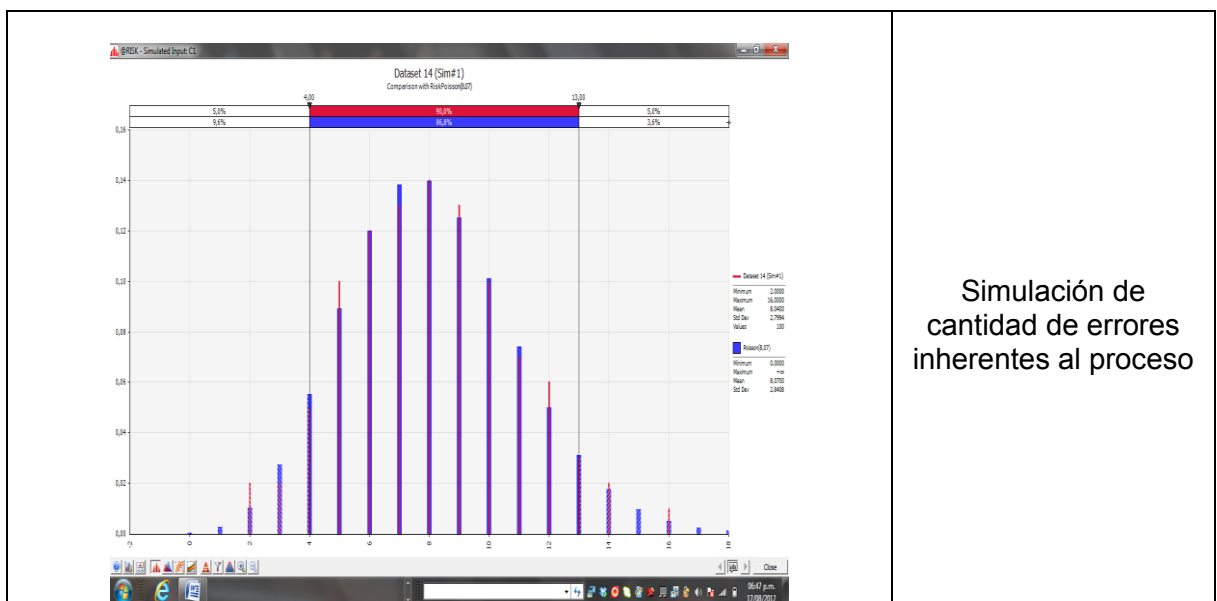 @RISK - Simulated Input: C1
Dataset 14 (Sim#1)
Comparison with RiskPoisson(8,07)
4,00 13,00
5,0% 90,0% 5,0%
9,6% 86,8% 3,6%
0,16
0,14
0,12
0,10
0,08
0,06
0,04
0,02
0,00
-2 0 2 4 6 8 10 12 14 16 18
Dataset 14 (Sim#1)
Minimum 2,0000
Maximum 16,0000
Mean 8,0400
Std Dev 2,7994
Values 100
Poisson(8,07)
Minimum 0,0000
Maximum +∞
Mean 8,0700
Std Dev 2,8408
Close
06:47 p.m.
17/08/2012
Simulación de
cantidad de errores
inherentes al proceso